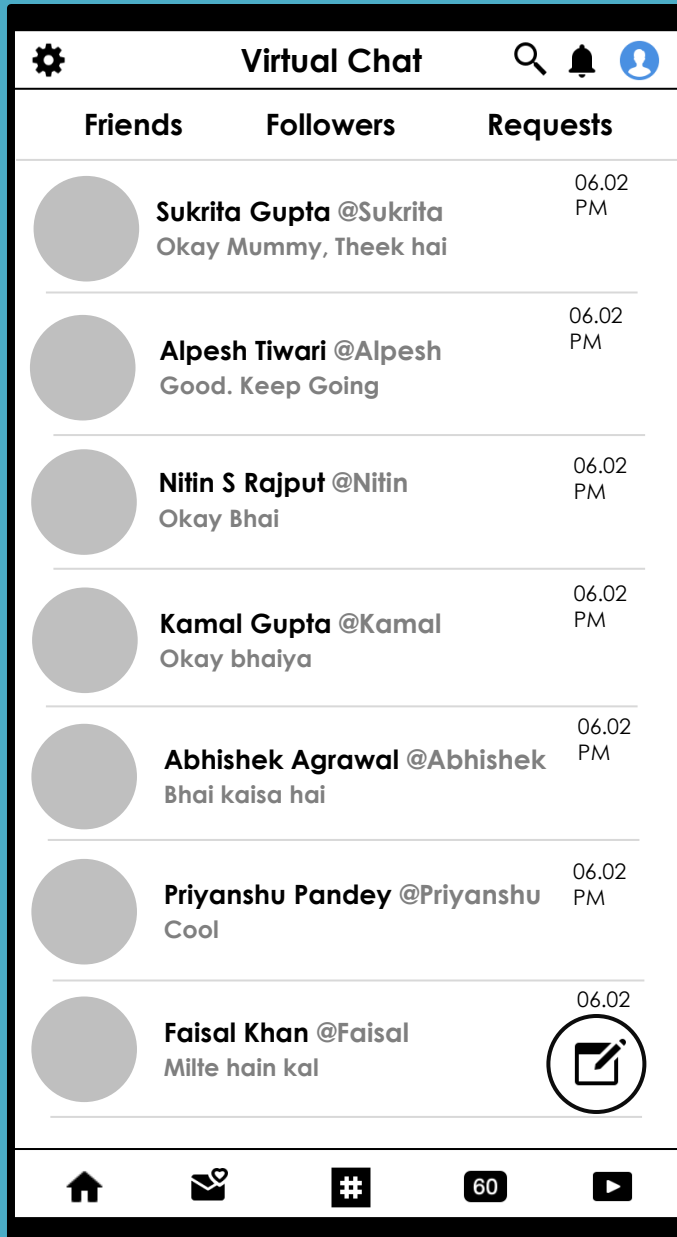 Virtual Chat
Friends Followers Requests
Sukrita Gupta @Sukrita
Okay Mummy, Theek hai
06.02
PM
Alpesh Tiwari @Alpesh
Good. Keep Going
06.02
PM
Nitin S Rajput @Nitin
Okay Bhai
06.02
PM
Kamal Gupta @Kamal
Okay bhaiya
06.02
PM
Abhishek Agrawal @Abhishek
Bhai kaisa hai
06.02
PM
Priyanshu Pandey @Priyanshu
Cool
06.02
PM
Faisal Khan @Faisal
Milte hain kal
06.02
# 60